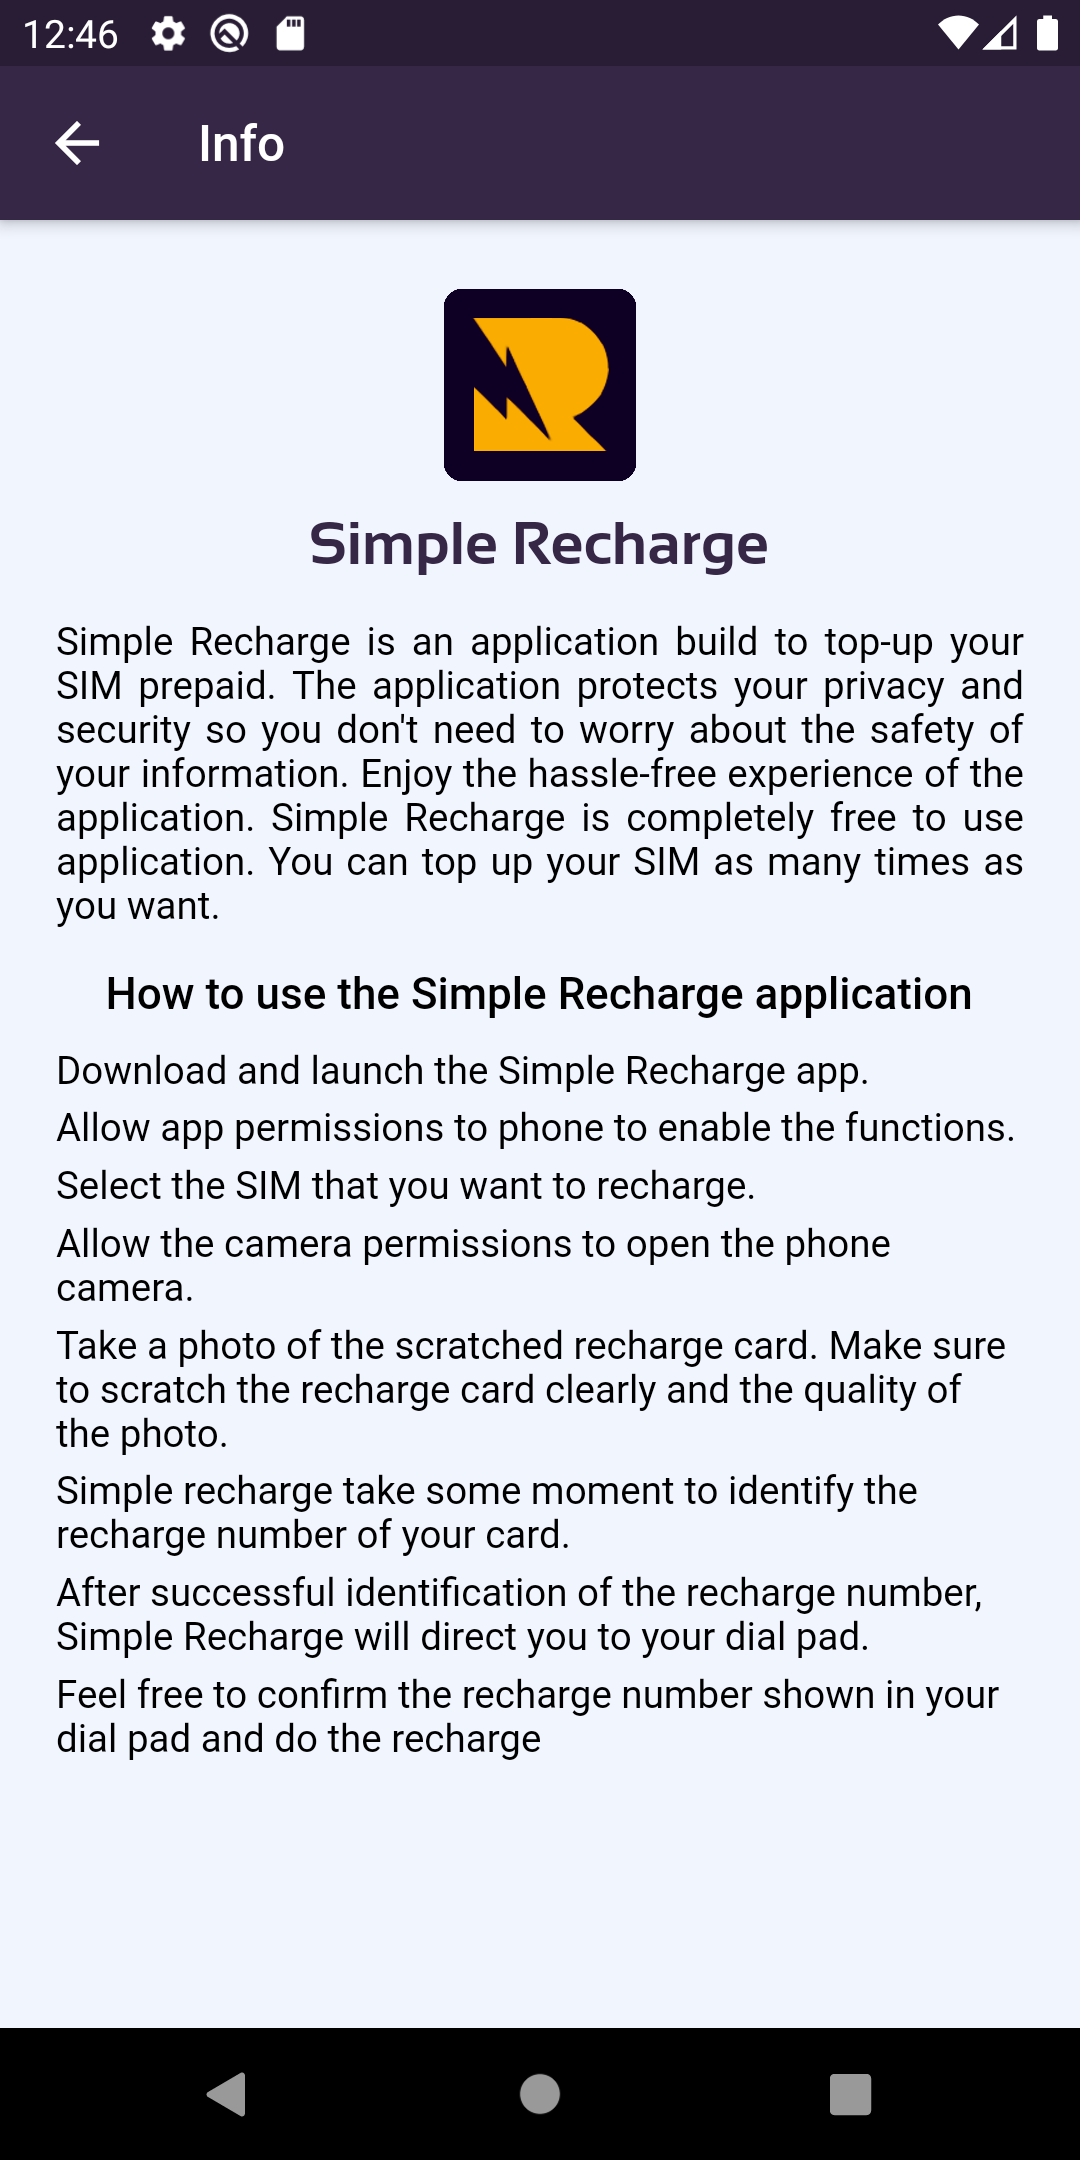 12:46
Info
Simple Recharge
Simple Recharge is an application build to top-up your
SIM prepaid. The application protects your privacy and
security so you don't need to worry about the safety of
your information. Enjoy the hassle-free experience of the
application. Simple Recharge is completely free to use
application. You can top up your SIM as many times as
you want.
How to use the Simple Recharge application
Download and launch the Simple Recharge app.
Allow app permissions to phone to enable the functions.
Select the SIM that you want to recharge.
Allow the camera permissions to open the phone
camera.
Take a photo of the scratched recharge card. Make sure
to scratch the recharge card clearly and the quality of
the photo.
Simple recharge take some moment to identify the
recharge number of your card.
After successful identification of the recharge number,
Simple Recharge will direct you to your dial pad.
Feel free to confirm the recharge number shown in your
dial pad and do the recharge